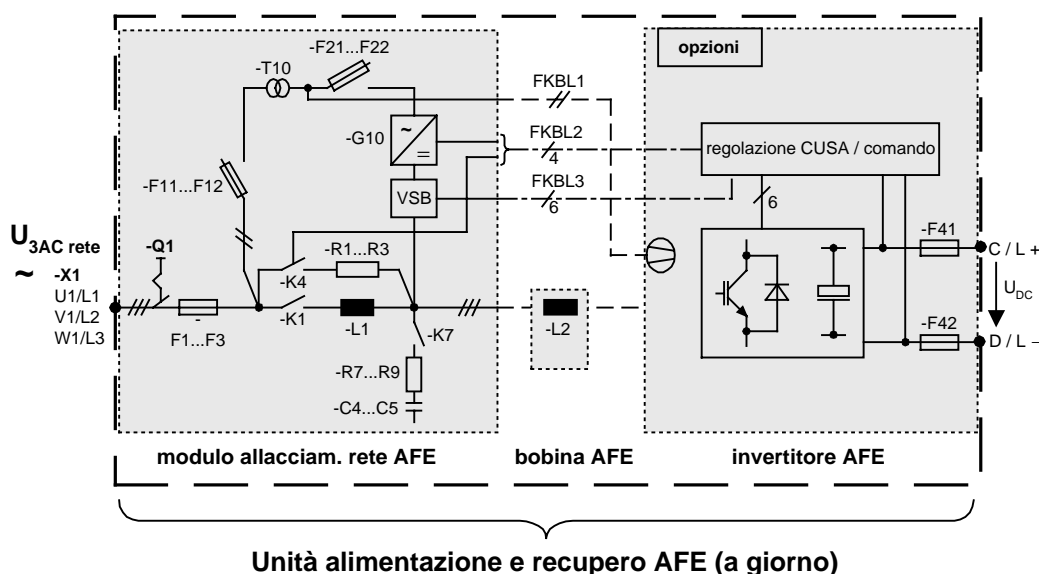 -F21...F22
opzioni
-T10
FKBL1
-G10
~
=
FKBL2
4
regolazione CUSA / comando
-F11...F12
VSB
FKBL3
6
6
U3AC rete
~
-Q1
-X1
U1/L1
V1/L2
W1/L3
-
F1...F3
-K4
-R1...R3
-K1
-L1
-K7
-L2
-R7...R9
-C4...C5
-F41
C / L +
UDC
-F42
D / L –
modulo allacciam. rete AFE
bobina AFE
invertitore AFE
Unità alimentazione e recupero AFE (a giorno)